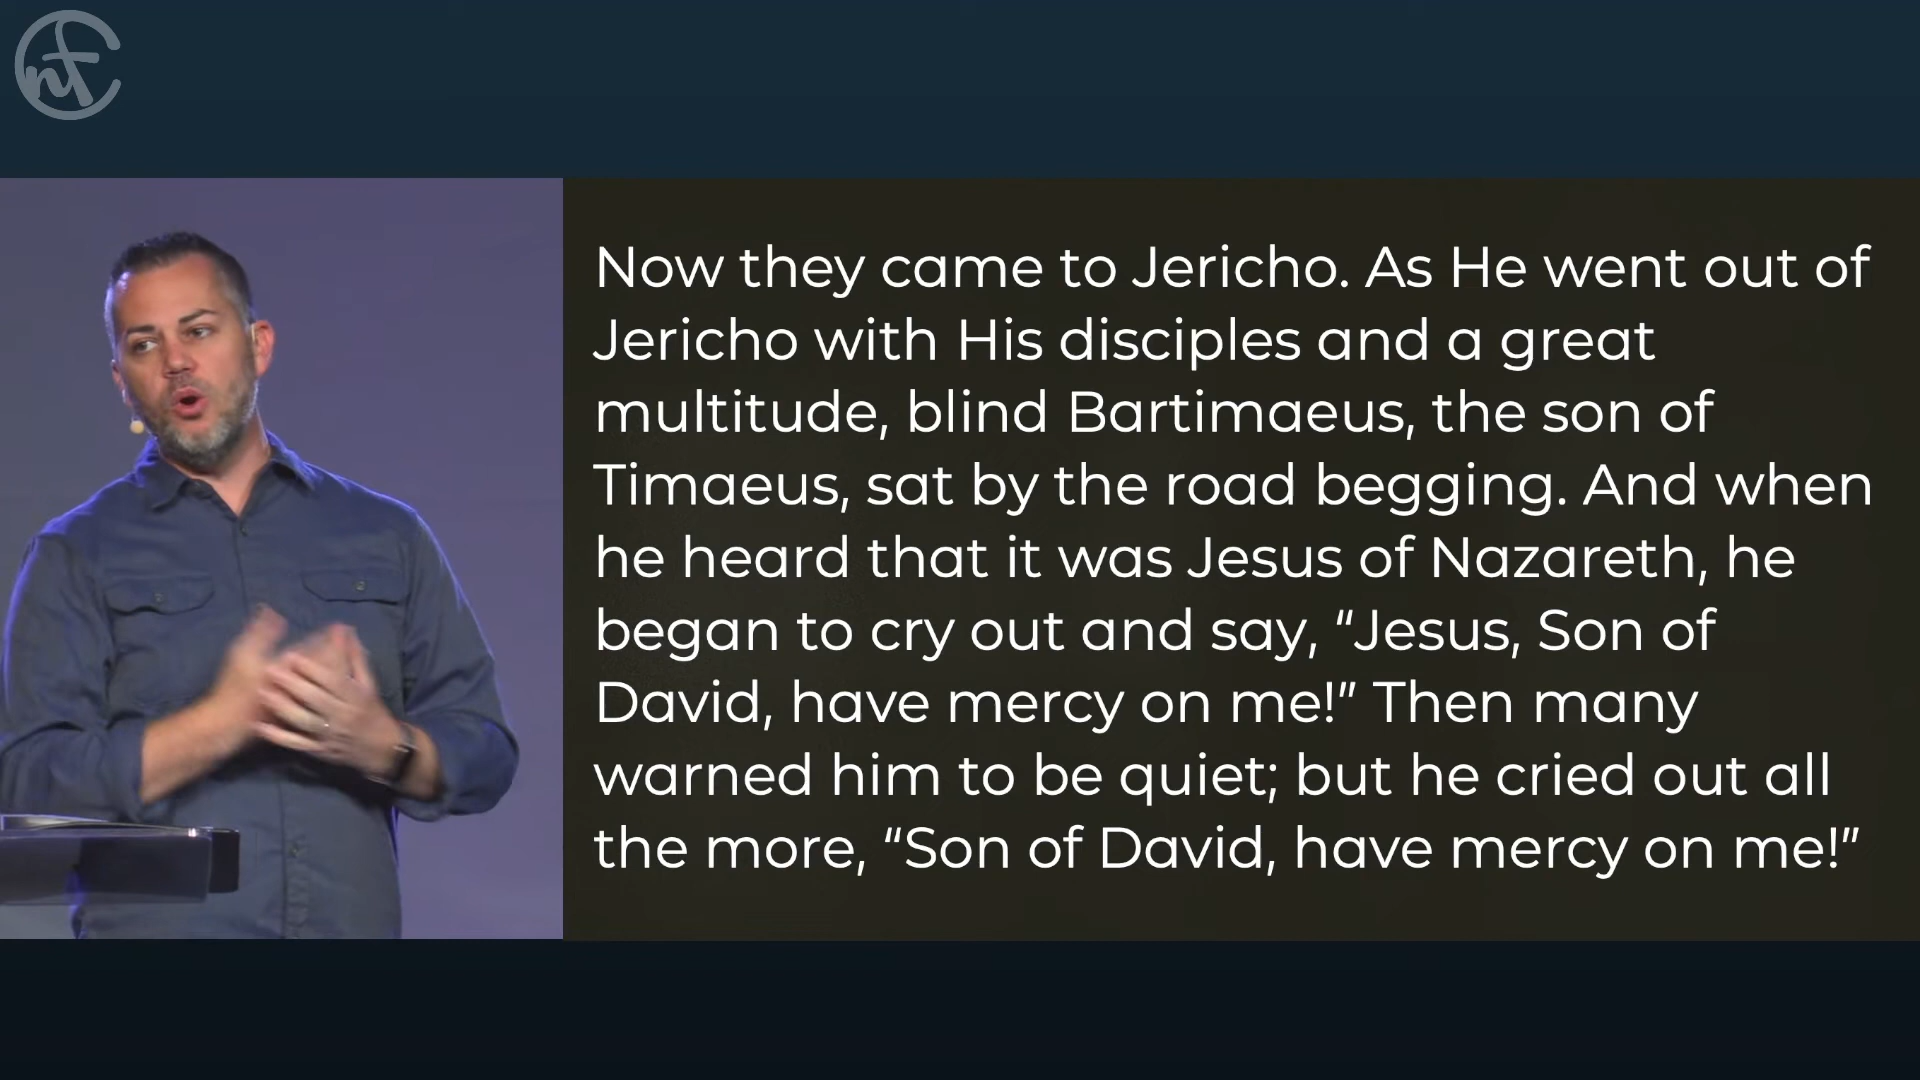 Now they came to Jericho. As He went out of
Jericho with His disciples and a great
multitude, blind Bartimaeus, the son of
Timaeus, sat by the road begging. And when
he heard that it was Jesus of Nazareth, he
began to cry out and say, “Jesus, Son of
David, have mercy on me!” Then many
warned him to be quiet; but he cried out all
the more, “Son of David, have mercy on me!”